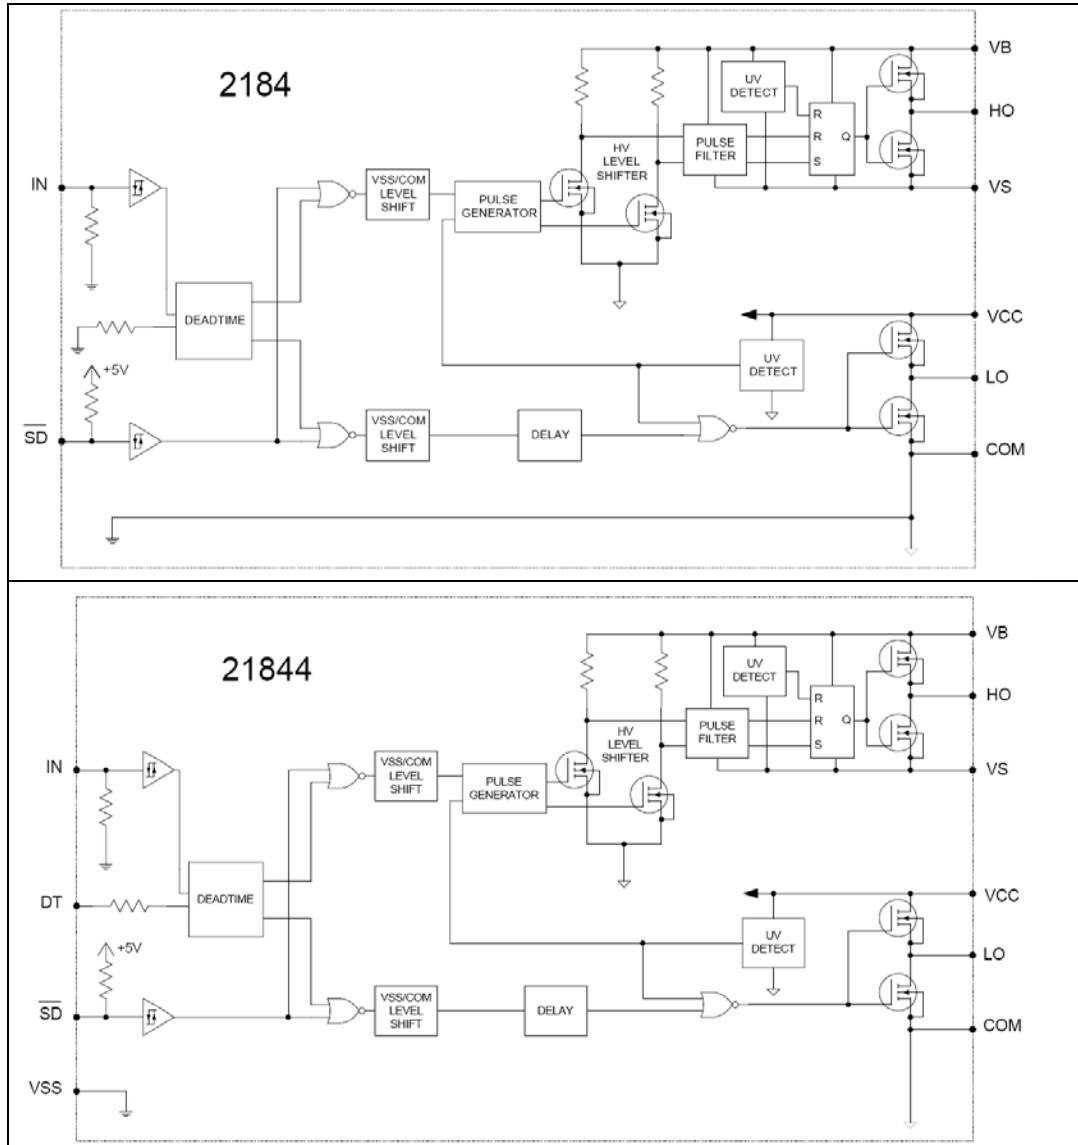 2184
VB
UV
DETECT
HO
R
R
Q
S
PULSE
FILTER
HV
LEVEL
SHIFTER
IN
VSS/COM
LEVEL
SHIFT
PULSE
GENERATOR
VS
DEADTIME
VCC
UV
DETECT
+5V
LO
SD
VSS/COM
LEVEL
SHIFT
DELAY
COM
21844
VB
UV
DETECT
HO
R
R
Q
S
PULSE
FILTER
HV
LEVEL
SHIFTER
IN
VSS/COM
LEVEL
SHIFT
PULSE
GENERATOR
VS
DT
DEADTIME
VCC
UV
DETECT
+5V
LO
SD
VSS/COM
LEVEL
SHIFT
DELAY
COM
VSS